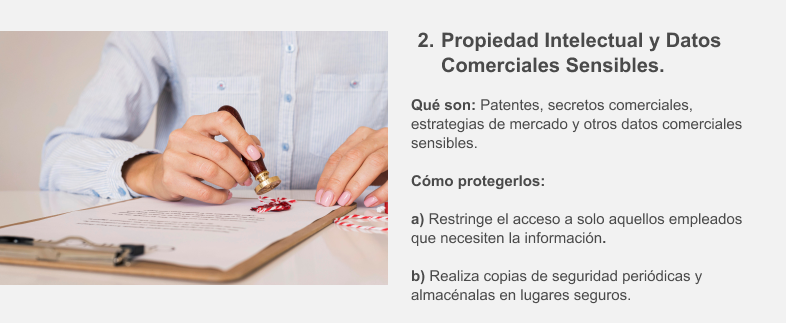 2. Propiedad Intelectual y Datos
Comerciales Sensibles.
Qué son: Patentes, secretos comerciales,
estrategias de mercado y otros datos comerciales
sensibles.
Cómo protegerlos:
a) Restringe el acceso a solo aquellos empleados
que necesiten la información.
b) Realiza copias de seguridad periódicas y
almacénalas en lugares seguros.